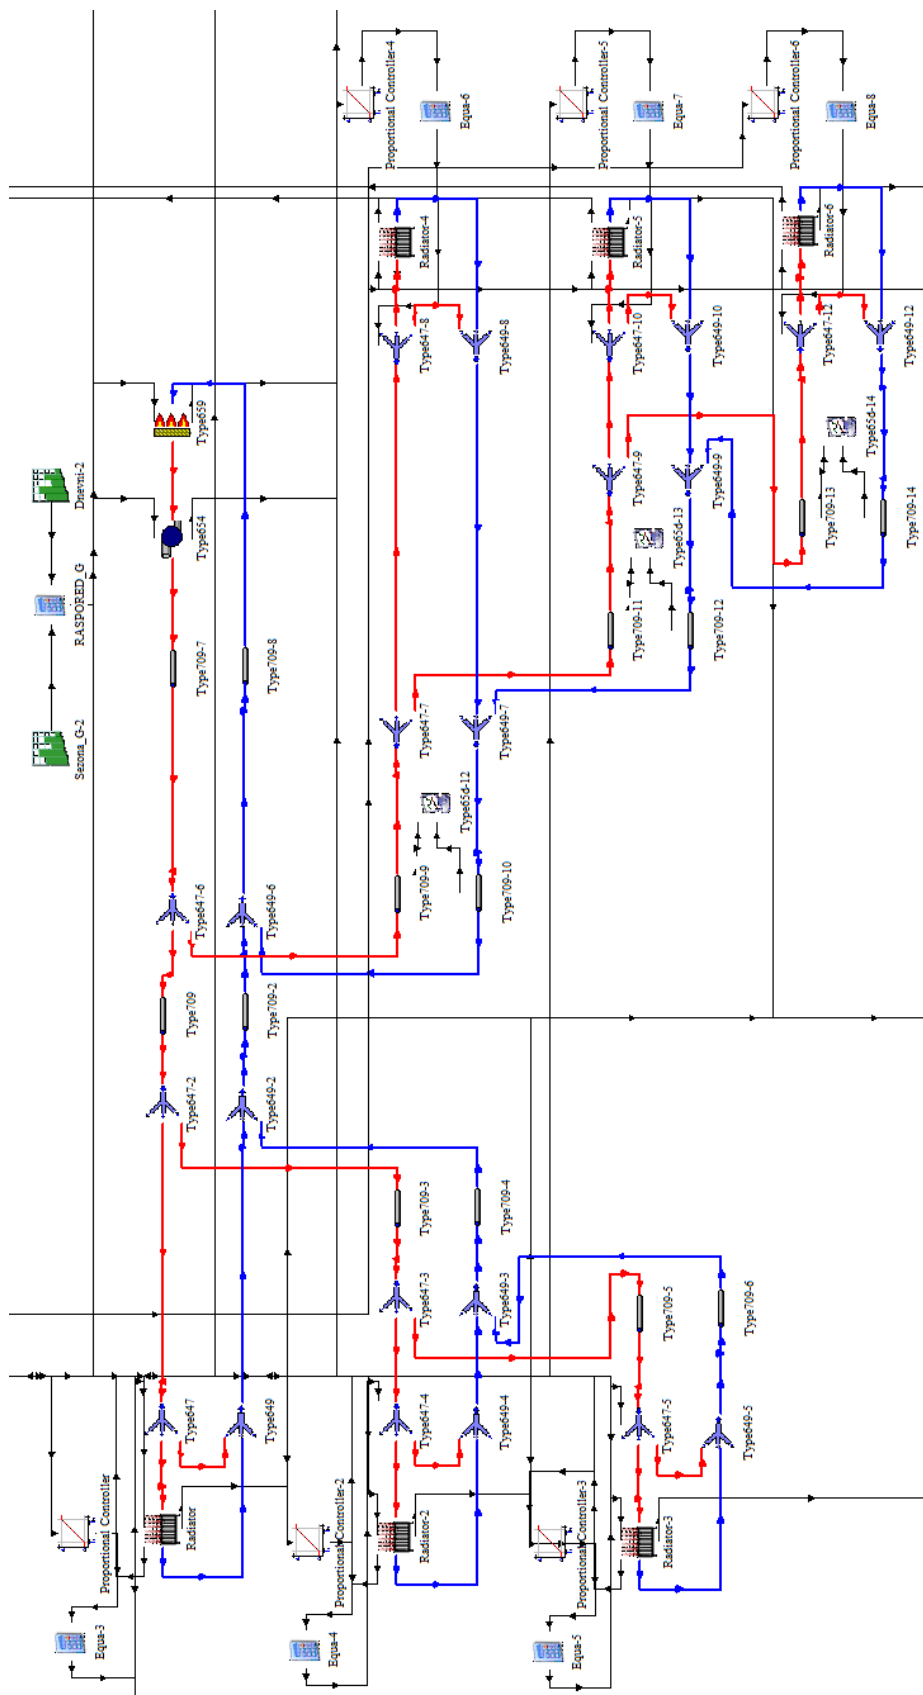 Proportional Controller-4
Equa-6
Proportional Controller-5
Equa-7
Proportional Controller-6
Equa-8
Radiator-4
Radiator-5
Radiator-6
Type647-8
Type649-8
Type647-10
Type649-10
Type647-12
Type649-12
Type659
Dnevni-2
Type654
RASPORED_G
Type709-7
Type709-8
Sezona_G-2
Type647-9
Type649-9
Type65d-14
Type709-13
Type709-14
Type65d-13
Type709-11
Type709-12
Type647-7
Type649-7
Type65d-12
Type709-9
Type709-10
Type647-6
Type649-6
Type709
Type709-2
Type647-2
Type649-2
Type709-3
Type709-4
Type647-3
Type649-3
Type709-5
Type709-6
Type647
Type649
Type647-4
Type649-4
Type647-5
Type649-5
Proportional Controller
Radiator
Proportional Controller-2
Radiator-2
Proportional Controller-3
Radiator-3
Equa-3
Equa-4
Equa-5